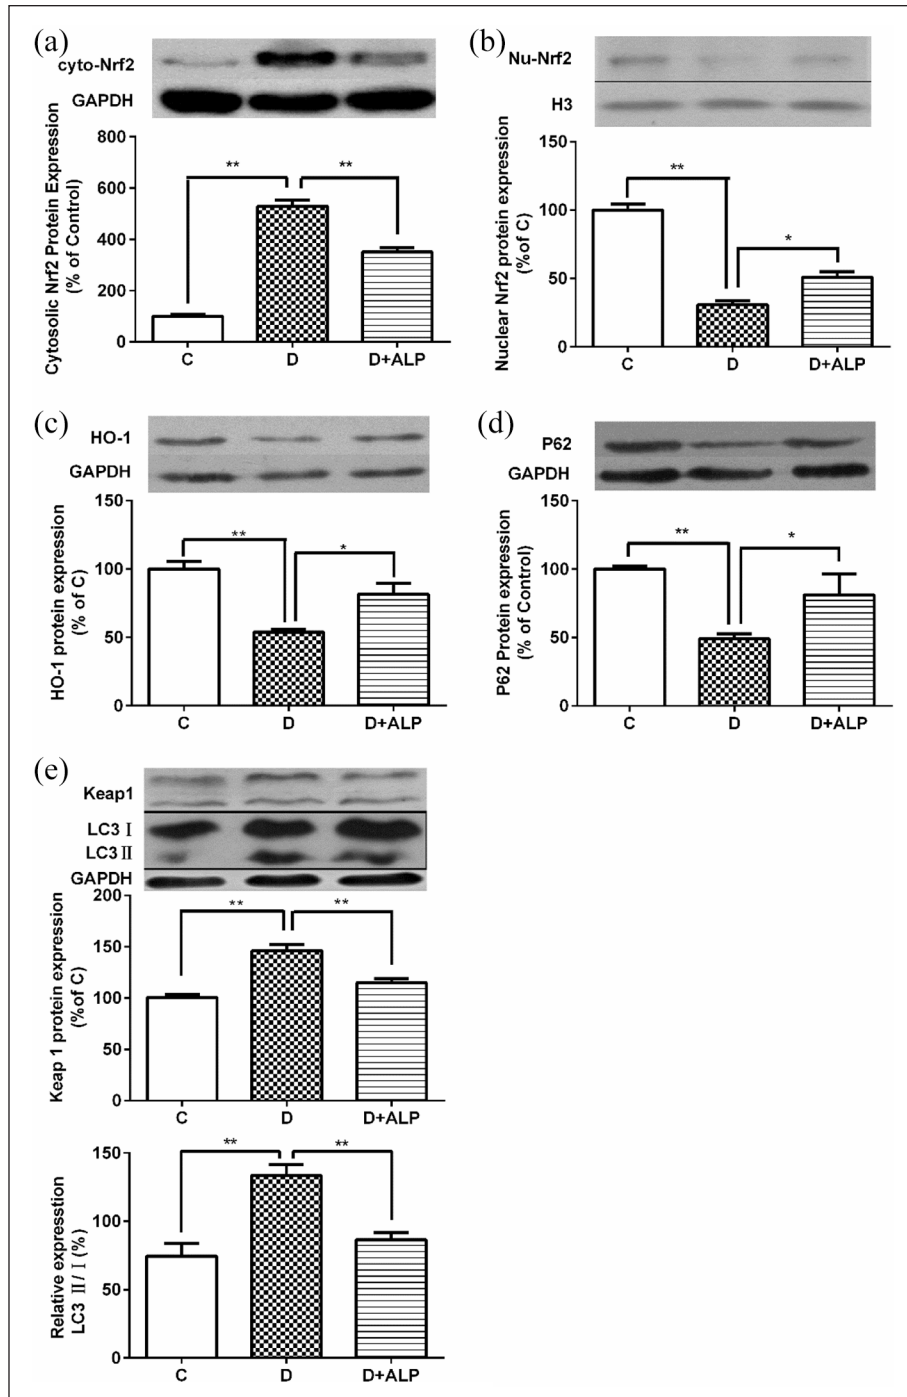 (a)
cyto-Nrf2
GAPDH
Cytosolic Nrf2 Protein Expression
(% of Control)
800
600
400
200
0
** **
C D D+ALP
(b)
Nu-Nrf2
H3
Nuclear Nrf2 protein expression
(%of C)
150
100
50
0
**
*
C D D+ALP
(c)
HO-1
GAPDH
HO-1 protein expression
(% of C)
150
100
50
0
**
*
C D D+ALP
(d)
P62
GAPDH
P62 Protein expression
(% of Control)
150
100
50
0
**
*
C D D+ALP
(e)
Keap1
LC3 Ⅰ
LC3 Ⅱ
GAPDH
Keap 1 protein expression
(%of C)
200
150
100
50
0
** **
C D D+ALP
Relative expresstion
LC3 Ⅱ / Ⅰ (%)
150
100
50
0
** **
C D D+ALP